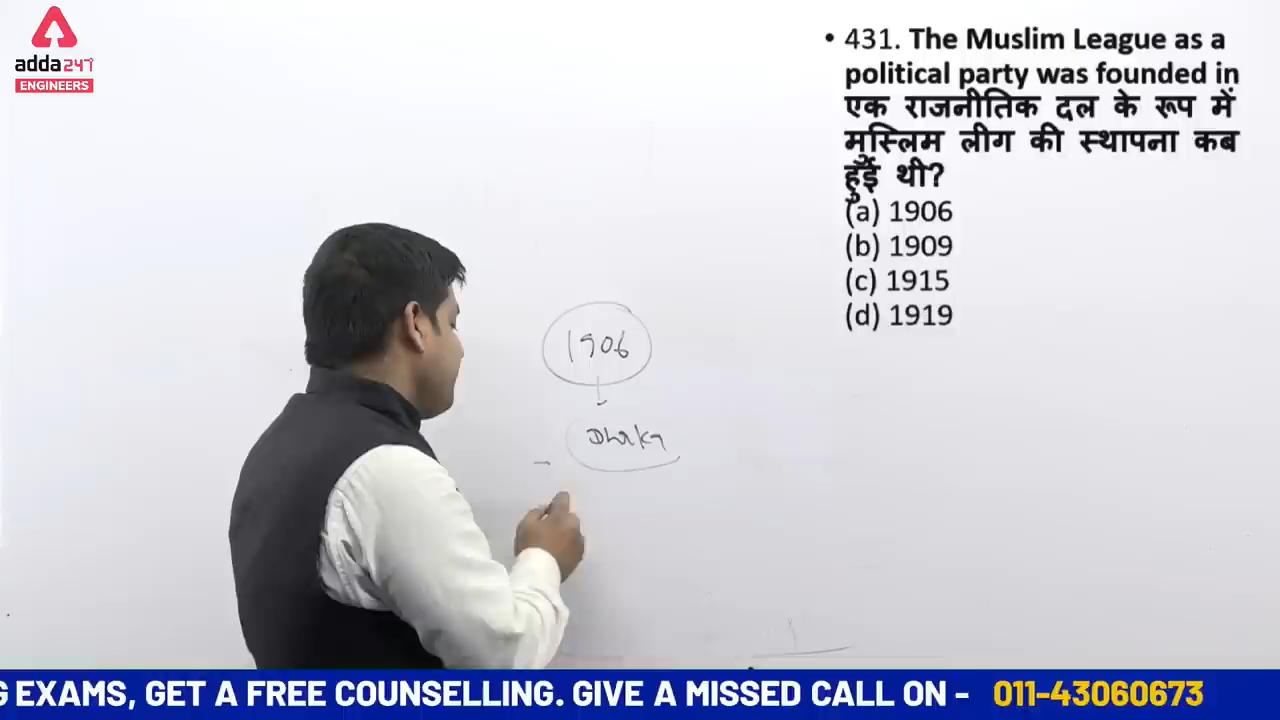 adda247
ENGINEERS
• 431. The Muslim League as a
political party was founded in
एक राजनीतिक दल के रूप में
मुस्लिम लीग की स्थापना कब
हुई थी?
(a) 1906
(b) 1909
(c) 1915
(d) 1919
1906
Dhaka
G EXAMS, GET A FREE COUNSELLING. GIVE A MISSED CALL ON - 011-43060673